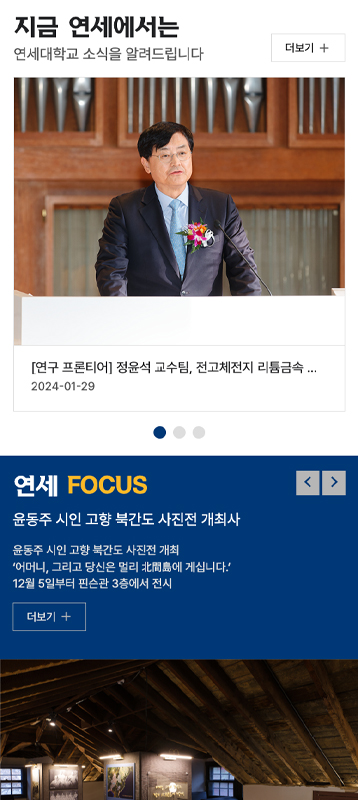 지금 연세에서는
연세대학교 소식을 알려드립니다
더보기 +
[연구 프론티어] 정윤석 교수팀, 전고체전지 리튬금속 ...
2024-01-29
연세 FOCUS
윤동주 시인 고향 북간도 사진전 개최사
윤동주 시인 고향 북간도 사진전 개최
‘어머니, 그리고 당신은 멀리 北間島에 계십니다.’
12월 5일부터 핀슨관 3층에서 전시
더보기 +